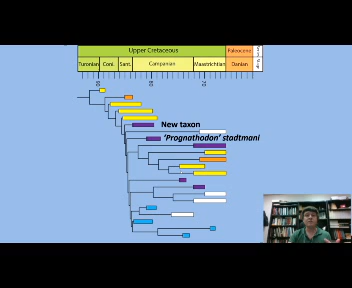 Upper Cretaceous
Paleocene
Turonian
Coni.
Sant.
Campanian
Maastrichtian
Danian
90
80
70
New taxon
'Prognathodon' stadtmani